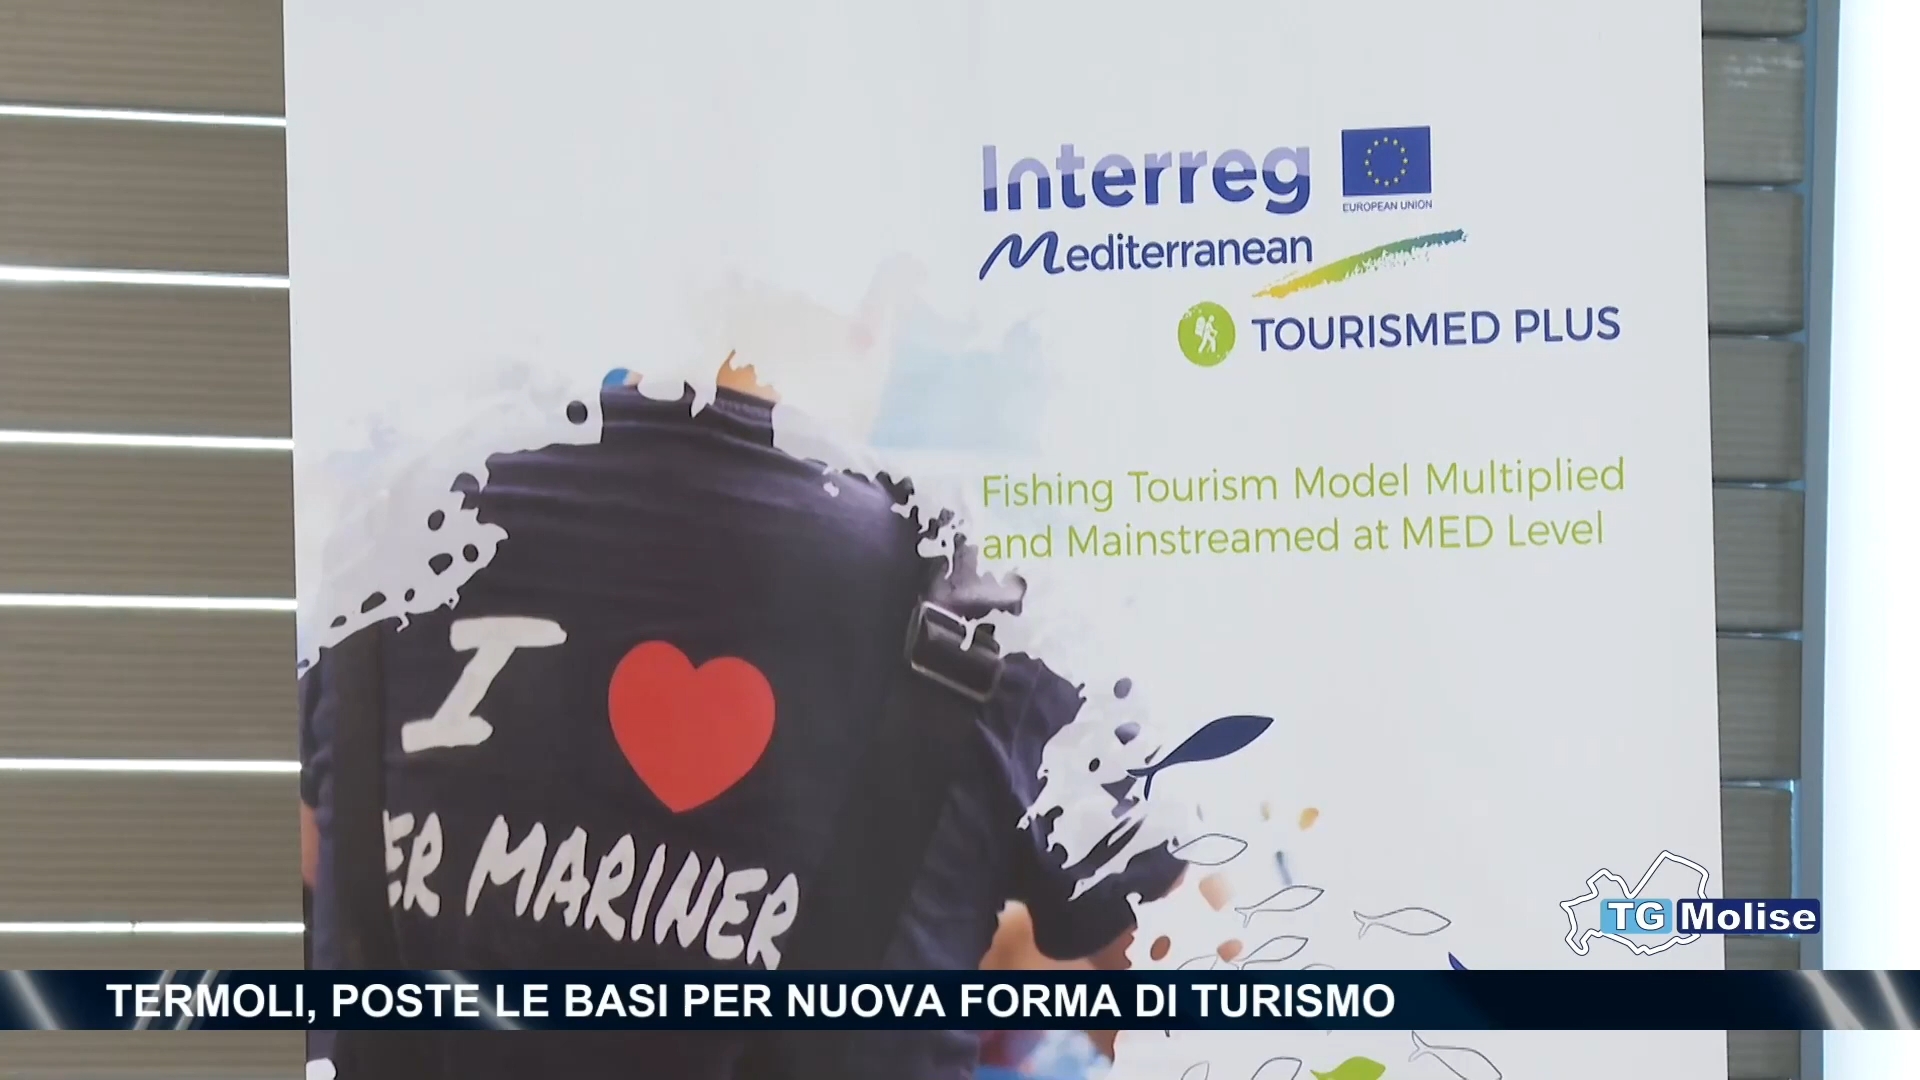 Interreg
EUROPEAN UNION
Mediterranean
TOURISMED PLUS
Fishing Tourism Model Multiplied
and Mainstreamed at MED Level
I
ER MARINER
TG Molise
TERMOLI, POSTE LE BASI PER NUOVA FORMA DI TURISMO